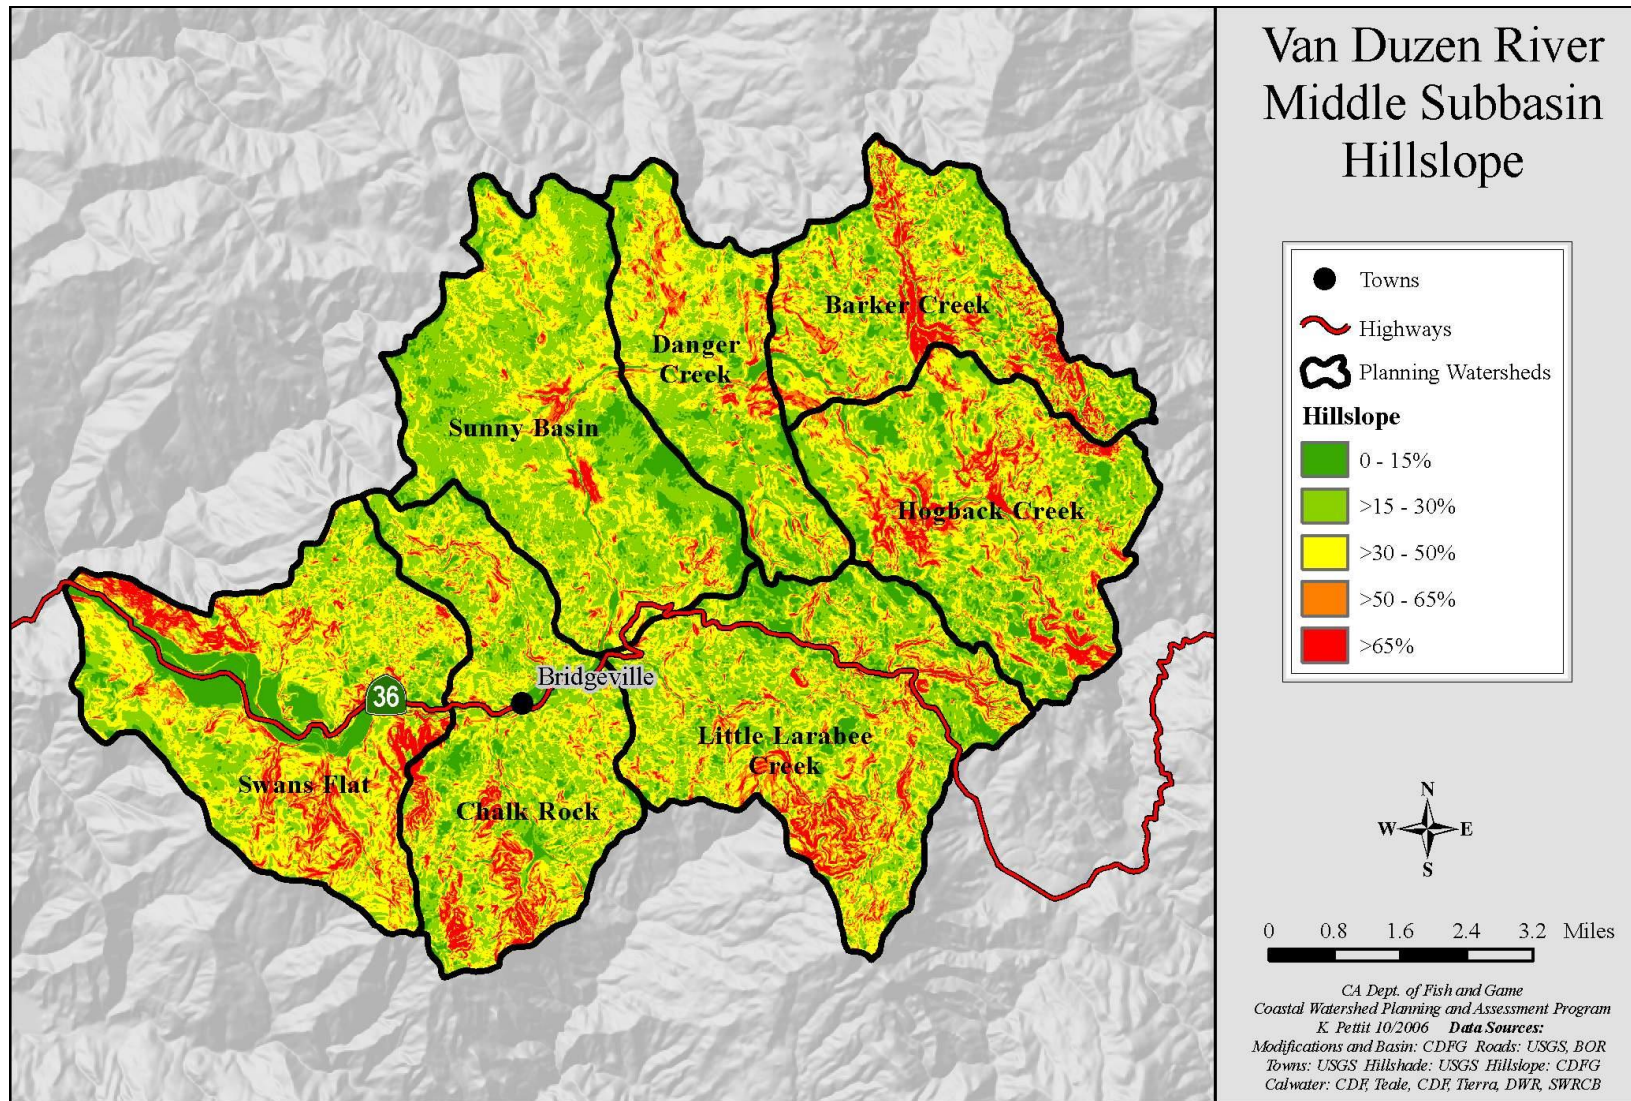 Van Duzen River
Middle Subbasin
Hillslope
Towns
Highways
Planning Watersheds
Hillslope
0 - 15%
>15 - 30%
>30 - 50%
>50 - 65%
>65%
Barker Creek
Danger
Creek
Sunny Basin
Hogback Creek
Bridgeville
36
Little Larabee
Creek
Swans Flat
Chalk Rock
N
W E
S
0 0.8 1.6 2.4 3.2 Miles
CA Dept. of Fish and Game
Coastal Watershed Planning and Assessment Program
K. Pettit 10/2006 Data Sources:
Modifications and Basin: CDFG Roads: USGS, BOR
Towns: USGS Hillshade: USGS Hillslope: CDFG
Calwater: CDF, Teale, CDF, Tierra, DWR, SWRCB